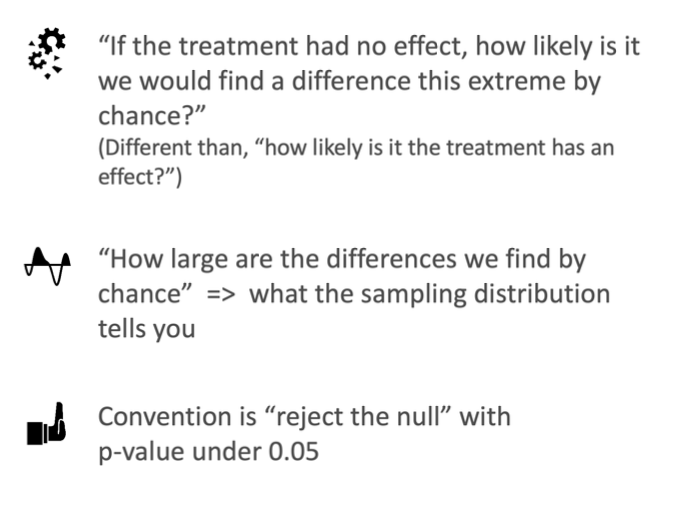 “If the treatment had no effect, how likely is it
we would find a difference this extreme by
chance?”
(Different than, “how likely is it the treatment has an
effect?”)
“How large are the differences we find by
chance” => what the sampling distribution
tells you
Convention is “reject the null” with
p-value under 0.05